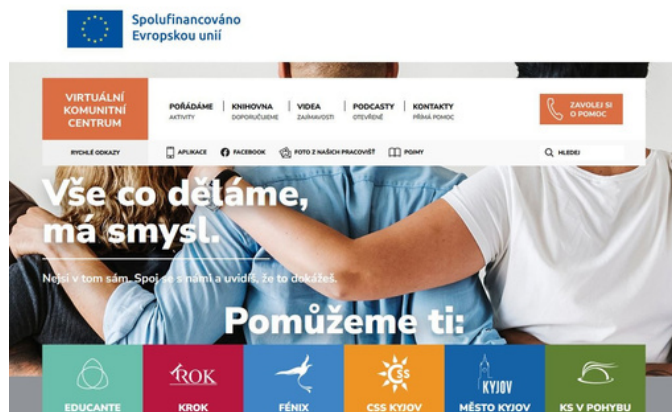 Spolufinancováno
Evropskou unií
VIRTUÁLNÍ
KOMUNITNÍ
CENTRUM
POŘÁDÁME
AKTIVITY
KNIHOVNA
DOPORUČUJEME
VIDEA
ZAJÍMAVOSTI
PODCASTY
OTEVŘENĚ
KONTAKTY
PŘÍMÁ POMOC
ZAVOLEJ SI
O POMOC
RYCHLÉ ODKAZY
APLIKACE
FACEBOOK
FOTO Z NAŠICH PRACOVIŠŤ
POJMY
HLEDEJ
Vše co děláme,
má smysl.
Nejsi v tom sám. Spoj se s námi a uvidíš, že to dokážeš.
Pomůžeme ti:
EDUCANTE
KROK
KROK
FÉNIX
CSS
CSS KYJOV
KYJOV
MĚSTO KYJOV
KS V POHYBU